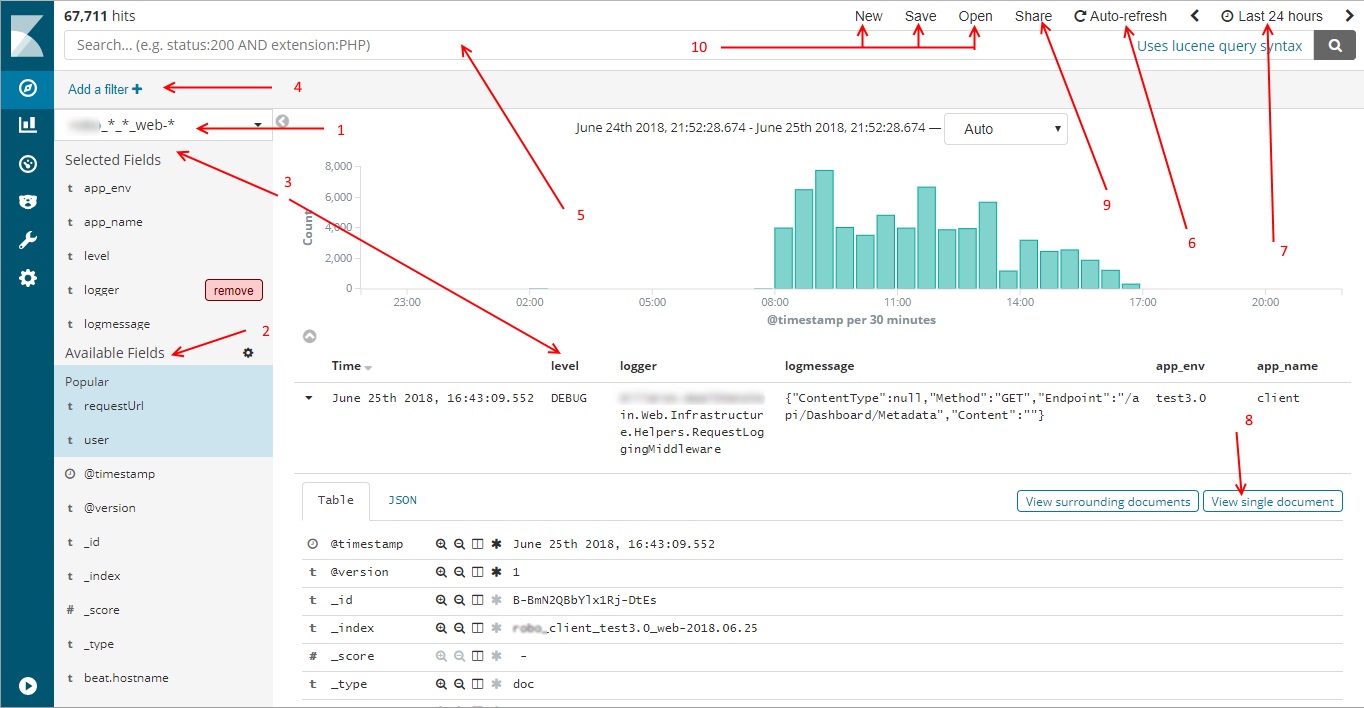 67,711 hits
New Save Open Share Auto-refresh Last 24 hours
10
Search... (e.g. status:200 AND extension:PHP)
Uses lucene query syntax
Add a filter
4
_*_*_web-*
1
June 24th 2018, 21:52:28.674 - June 25th 2018, 21:52:28.674 —
Auto
Selected Fields
3
t app_env
t app_name
t level
t logger
remove
t logmessage
5
9
6
7
Count
8,000
6,000
4,000
2,000
0
23:00 02:00 05:00 08:00 11:00 14:00 17:00 20:00
@timestamp per 30 minutes
Available Fields
2
Popular
t requestUrl
t user
@timestamp
t @version
t _id
t _index
# _score
t _type
t beat.hostname
Time level logger logmessage app_env app_name
June 25th 2018, 16:43:09.552 DEBUG
in.Web.Infrastructur
e.Helpers.RequestLog
gingMiddleware
{"ContentType":null,"Method":"GET","Endpoint":"/a
pi/Dashboard/Metadata","Content":""}
test3.0
client
8
Table JSON
View surrounding documents
View single document
@timestamp June 25th 2018, 16:43:09.552
t @version 1
t _id B-BmN2QBbYlx1Rj-DtEs
t _index robo_client_test3.0_web-2018.06.25
# _score -
t _type doc